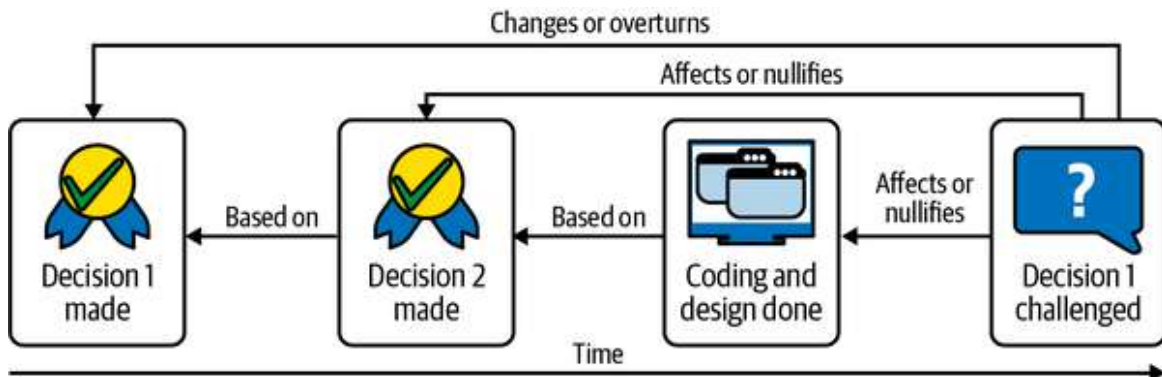 Changes or overturns
Affects or nullifies
Based on
Based on
Affects or
nullifies
?
Decision 1
made
Decision 2
made
Coding and
design done
Decision 1
challenged
Time